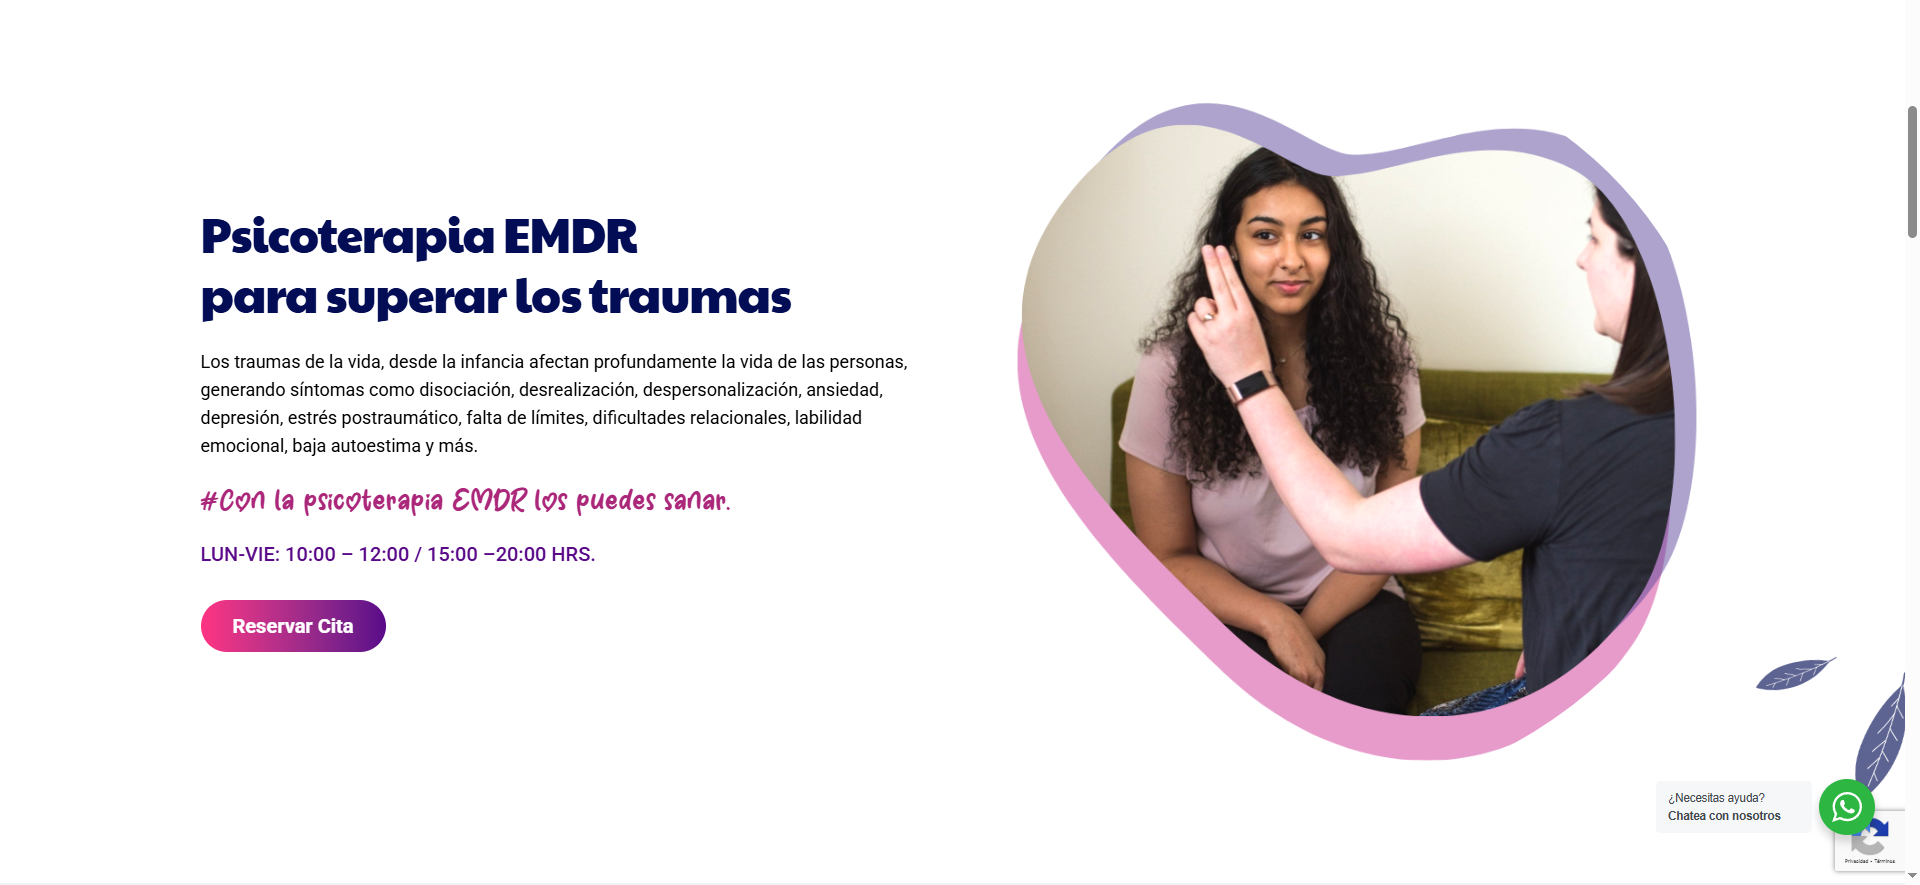 Psicoterapia EMDR
para superar los traumas
Los traumas de la vida, desde la infancia afectan profundamente la vida de las personas,
generando síntomas como disociación, desrealización, despersonalización, ansiedad,
depresión, estrés postraumático, falta de límites, dificultades relacionales, labilidad
emocional, baja autoestima y más.
#Con la psicoterapia EMDR los puedes sanar.
LUN-VIE: 10:00 – 12:00 / 15:00 –20:00 HRS.
Reservar Cita
¿Necesitas ayuda?
Chatea con nosotros
Privacidad - Términos